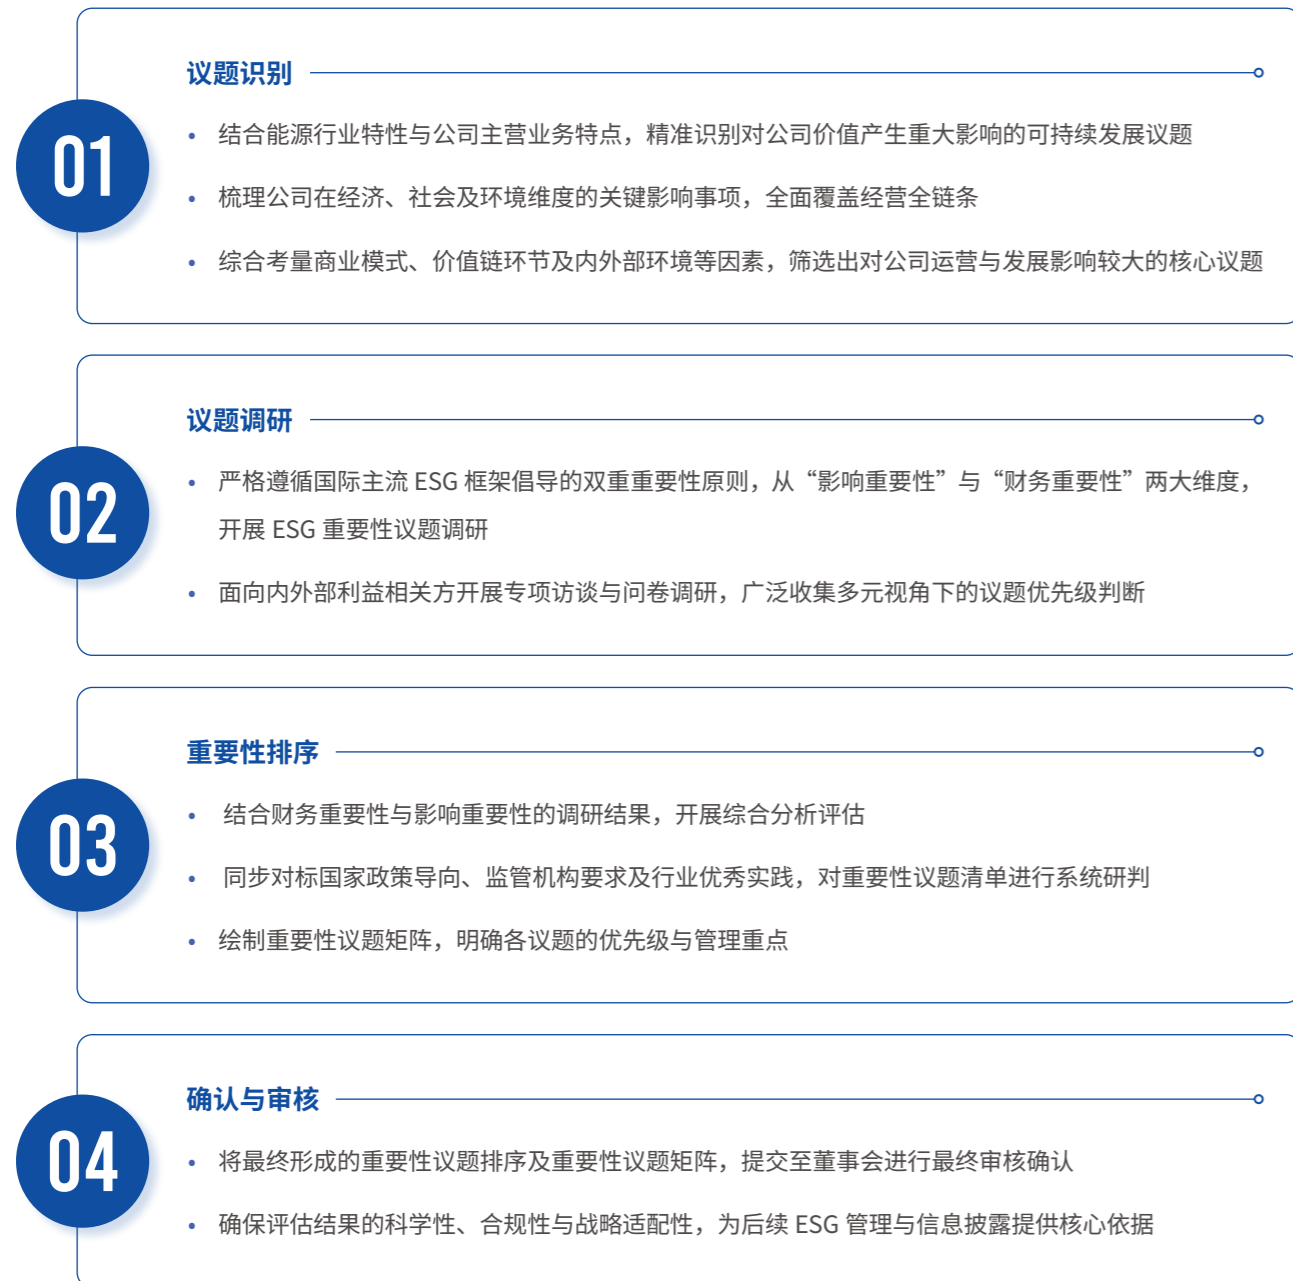 01
议题识别
• 结合能源行业特性与公司主营业务特点，精准识别对公司价值产生重大影响的可持续发展议题
• 梳理公司在经济、社会及环境维度的关键影响事项，全面覆盖经营全链条
• 综合考量商业模式、价值链环节及内外部环境等因素，筛选出对公司运营与发展影响较大的核心议题
02
议题调研
• 严格遵循国际主流 ESG 框架倡导的双重重要性原则，从“影响重要性”与“财务重要性”两大维度，
开展 ESG 重要性议题调研
• 面向内外部利益相关方开展专项访谈与问卷调研，广泛收集多元视角下的议题优先级判断
03
重要性排序
• 结合财务重要性与影响重要性的调研结果，开展综合分析评估
• 同步对标国家政策导向、监管机构要求及行业优秀实践，对重要性议题清单进行系统研判
• 绘制重要性议题矩阵，明确各议题的优先级与管理重点
04
确认与审核
• 将最终形成的重要性议题排序及重要性议题矩阵，提交至董事会进行最终审核确认
• 确保评估结果的科学性、合规性与战略适配性，为后续 ESG 管理与信息披露提供核心依据